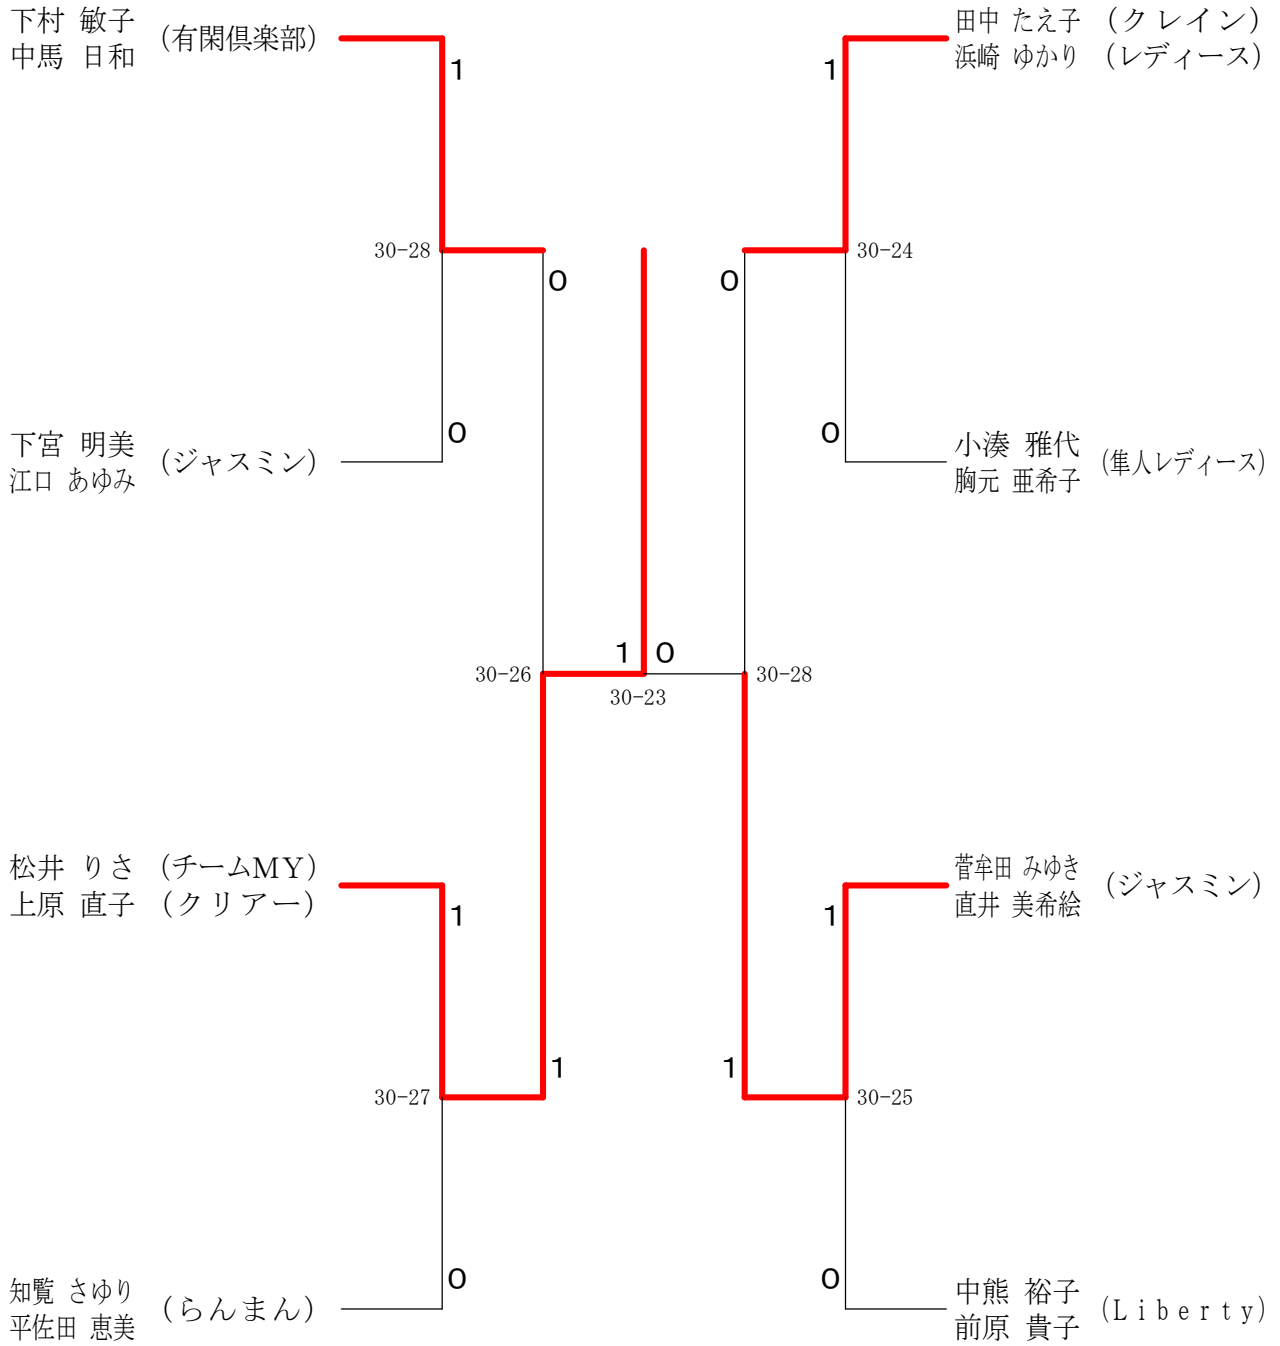 下村 敏子 (有閑倶楽部)
中馬 日和
1
30-28
0
下宮 明美 (ジャスミン)
江口 あゆみ
0
田中 たえ子 (クレイン)
浜崎 ゆかり (レディース)
1
30-24
0
小湊 雅代 (隼人レディース)
胸元 亜希子
0
30-26
1 0
30-23
30-28
松井 りさ (チームMY)
上原 直子 (クリアー)
1
30-27
1
知覧 さゆり (らんまん)
平佐田 恵美
0
菅牟田 みゆき (ジャスミン)
直井 美希絵
1
30-25
1
中熊 裕子 (Liberty)
前原 貴子
0